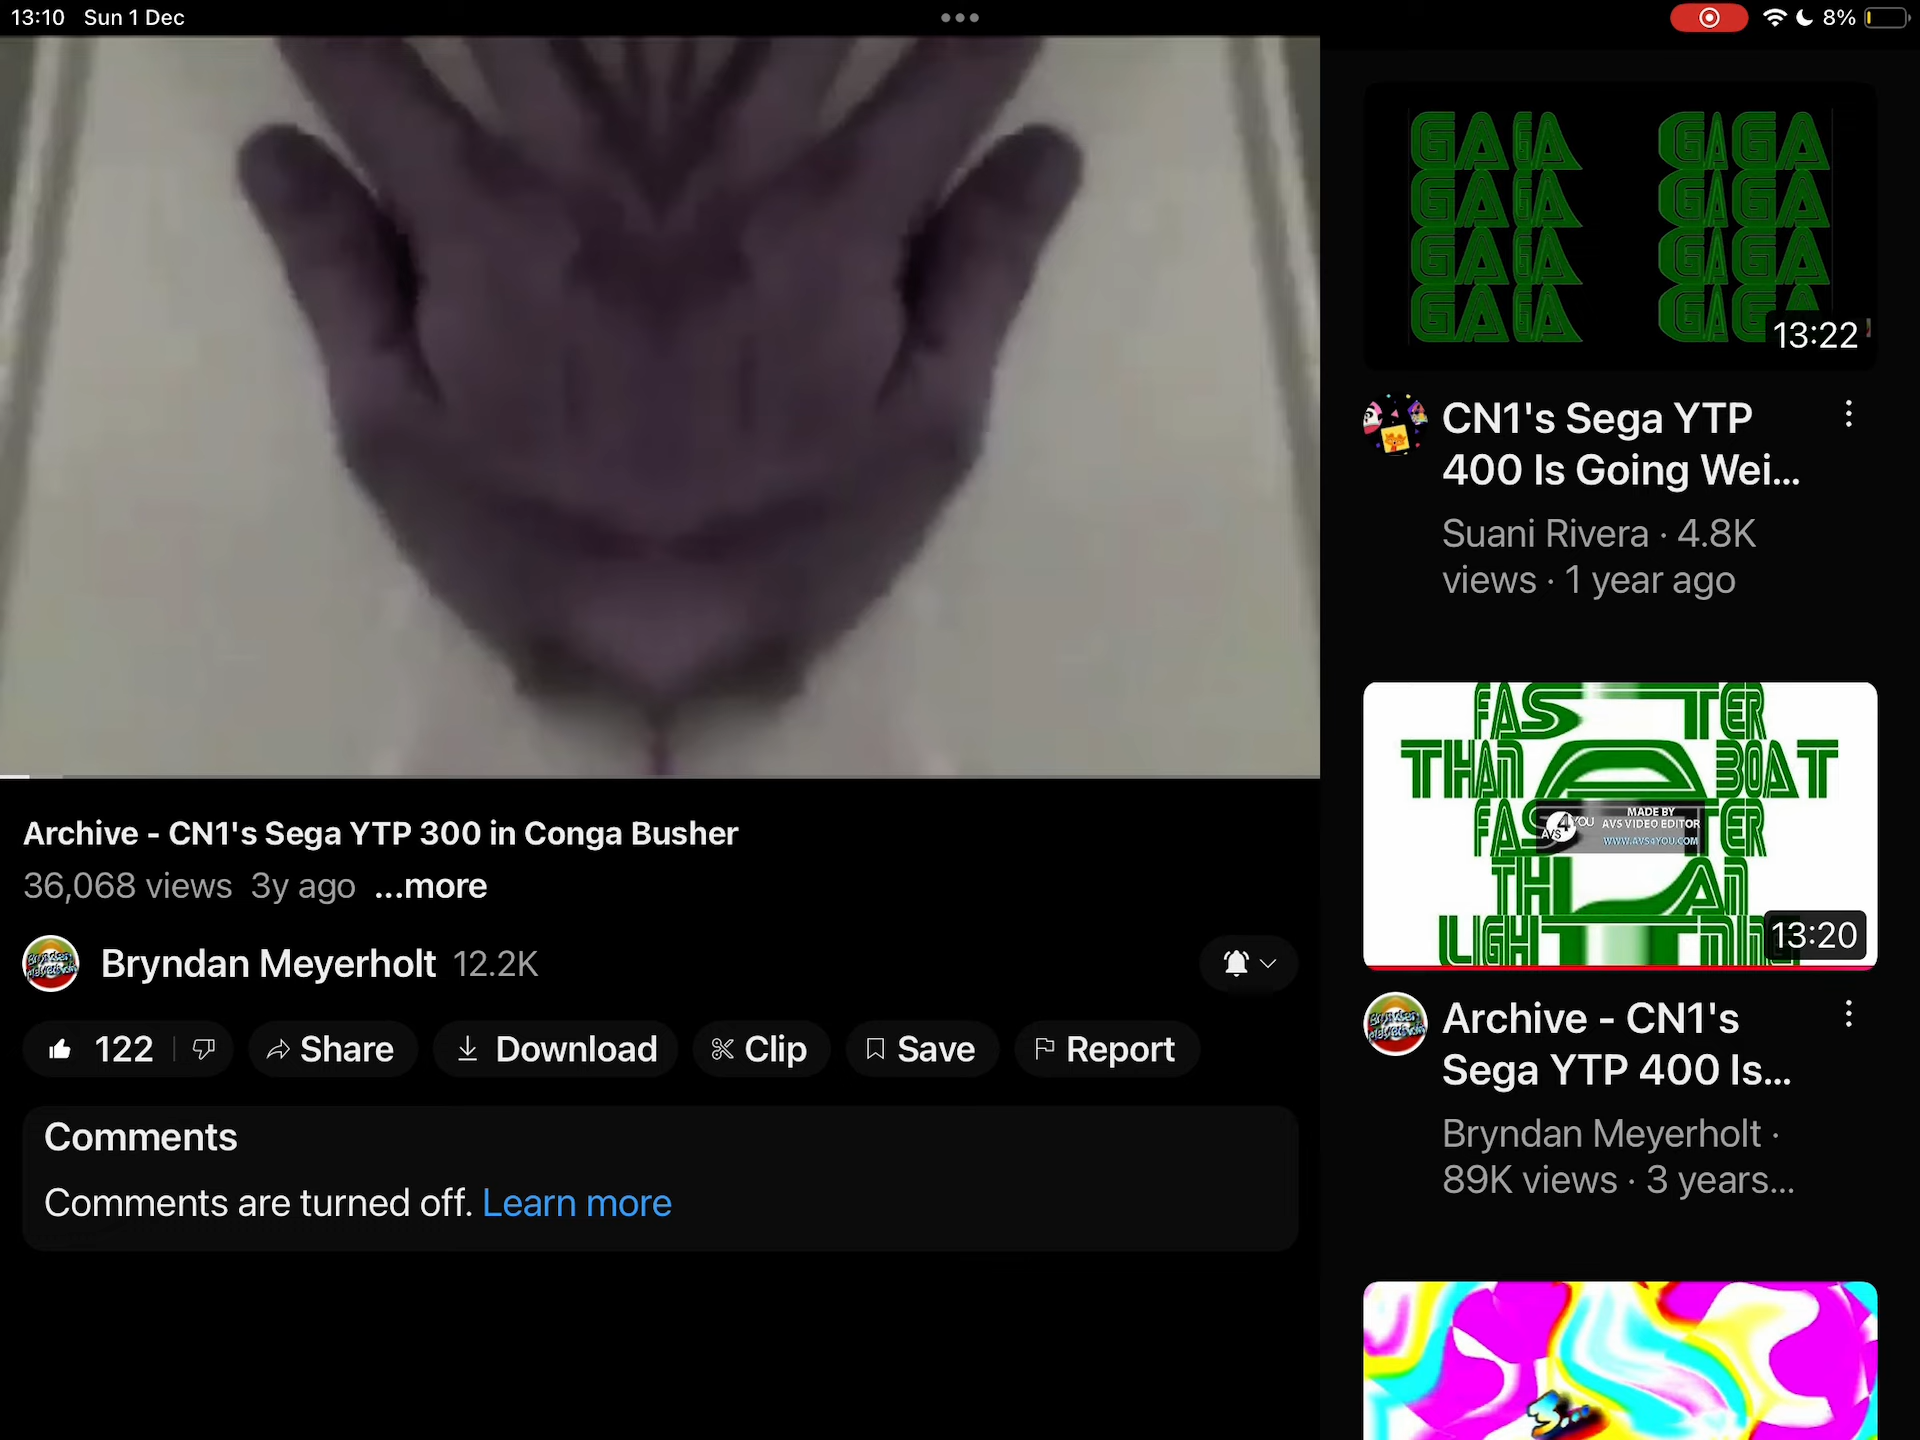 13:10 Sun 1 Dec
8%
Archive - CN1's Sega YTP 300 in Conga Busher
36,068 views 3y ago ...more
Bryndan Meyerholt 12.2K
122 Share Download Clip Save Report
Comments
Comments are turned off. Learn more
GAGA GAGA
GAGA GAGA
GAGA GAGA
GAGA GAGA
13:22
CN1's Sega YTP
400 Is Going Wei...
Suani Rivera · 4.8K
views · 1 year ago
FASTER
THAN A BOAT
FASTER
THAN
LIGHTNING
AVS4YOU
MADE BY
AVS VIDEO EDITOR
WWW.AVS4YOU.COM
13:20
Archive - CN1's
Sega YTP 400 Is...
Bryndan Meyerholt ·
89K views · 3 years...
3...